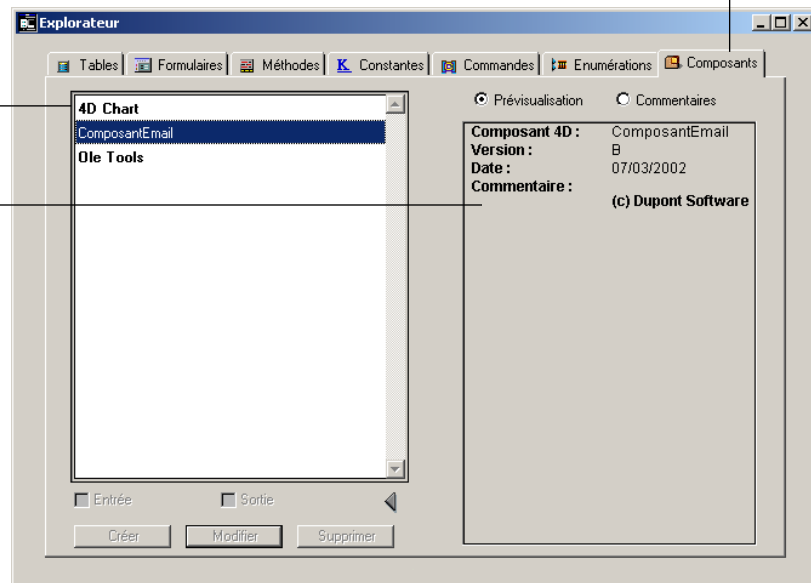 Explorateur
Tables Formulaires Méthodes K Constantes Commandes Enumérations Composants
4D Chart
ComposantEmail
Ole Tools
Prévisualisation Commentaires
Composant 4D : ComposantEmail
Version : B
Date : 07/03/2002
Commentaire :
(c) Dupont Software
Entrée Sortie
Créer Modifier Supprimer